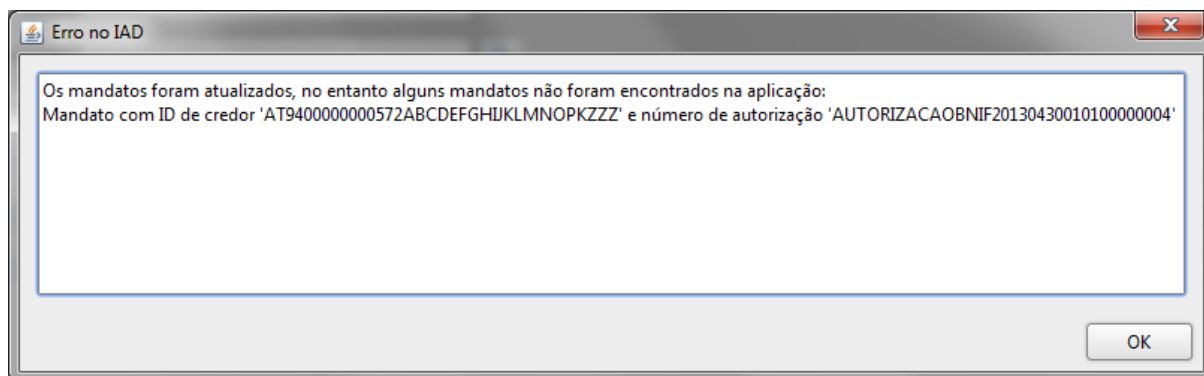 Erro no IAD
Os mandatos foram atualizados, no entanto alguns mandatos não foram encontrados na aplicação:
Mandato com ID de credor 'AT9400000000572ABCDEFGHIJKLMNOPKZZZ' e número de autorização 'AUTORIZACAOBNIF20130430010100000004'
OK